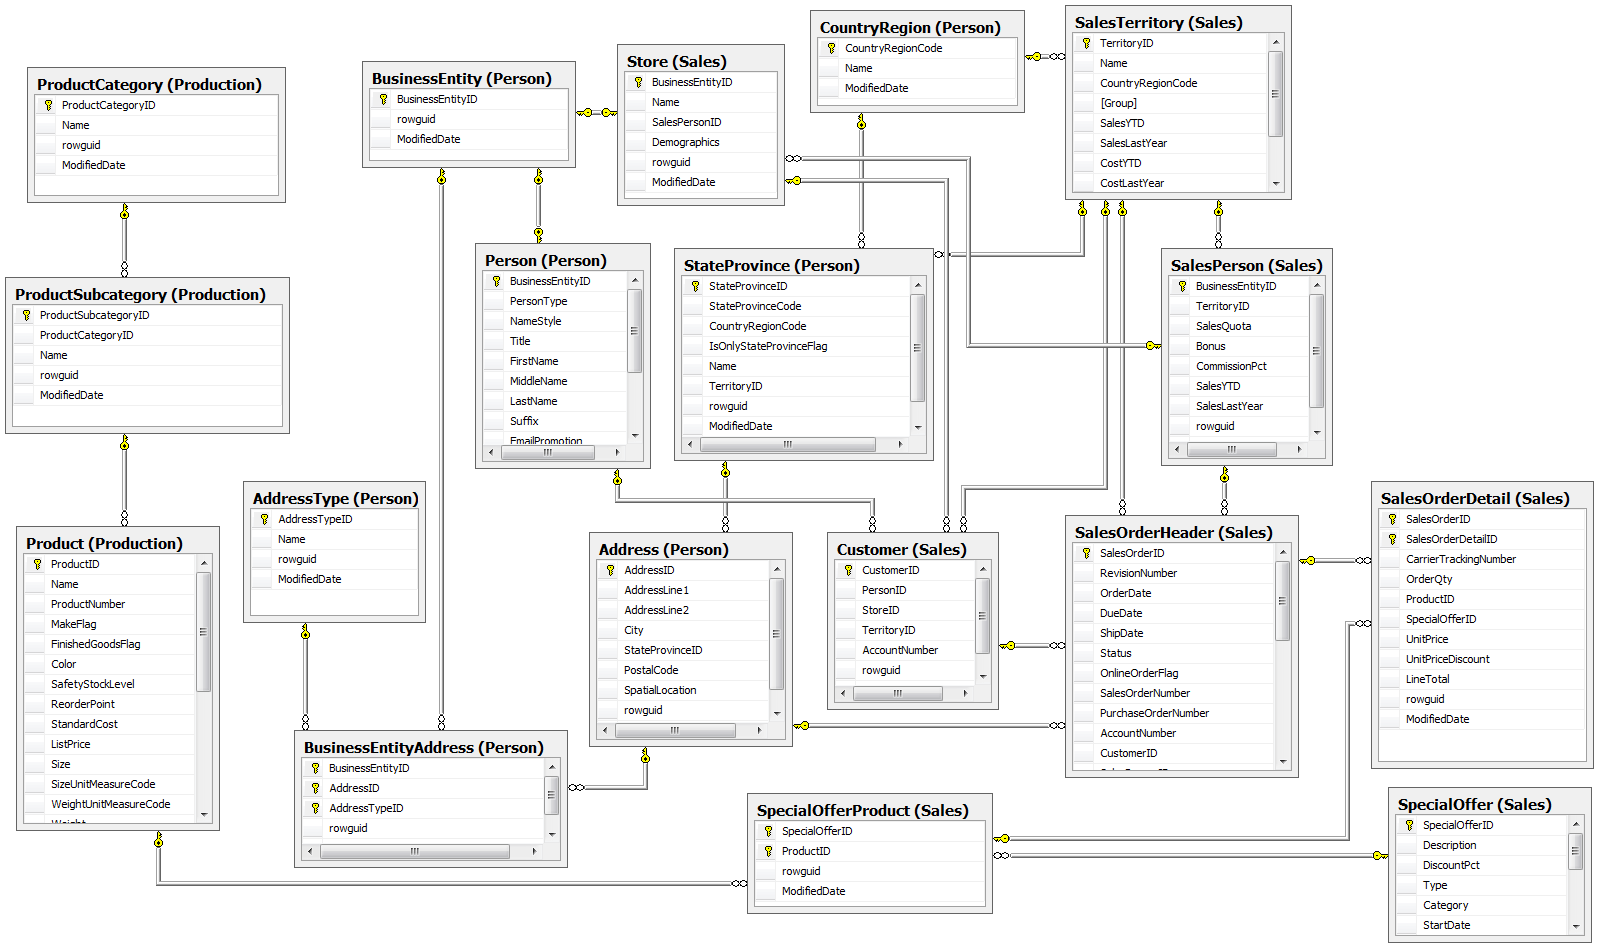 ProductCategory (Production)
ProductCategoryID
Name
rowguid
ModifiedDate
BusinessEntity (Person)
BusinessEntityID
rowguid
ModifiedDate
Store (Sales)
BusinessEntityID
Name
SalesPersonID
Demographics
rowguid
ModifiedDate
CountryRegion (Person)
CountryRegionCode
Name
ModifiedDate
SalesTerritory (Sales)
TerritoryID
Name
CountryRegionCode
[Group]
SalesYTD
SalesLastYear
CostYTD
CostLastYear
ProductSubcategory (Production)
ProductSubcategoryID
ProductCategoryID
Name
rowguid
ModifiedDate
Person (Person)
BusinessEntityID
PersonType
NameStyle
Title
FirstName
MiddleName
LastName
Suffix
EmailPromotion
StateProvince (Person)
StateProvinceID
StateProvinceCode
CountryRegionCode
IsOnlyStateProvinceFlag
Name
TerritoryID
rowguid
ModifiedDate
SalesPerson (Sales)
BusinessEntityID
TerritoryID
SalesQuota
Bonus
CommissionPct
SalesYTD
SalesLastYear
rowguid
Product (Production)
ProductID
Name
ProductNumber
MakeFlag
FinishedGoodsFlag
Color
SafetyStockLevel
ReorderPoint
StandardCost
ListPrice
Size
SizeUnitMeasureCode
WeightUnitMeasureCode
Weight
AddressType (Person)
AddressTypeID
Name
rowguid
ModifiedDate
Address (Person)
AddressID
AddressLine1
AddressLine2
City
StateProvinceID
PostalCode
SpatialLocation
rowguid
Customer (Sales)
CustomerID
PersonID
StoreID
TerritoryID
AccountNumber
rowguid
SalesOrderHeader (Sales)
SalesOrderID
RevisionNumber
OrderDate
DueDate
ShipDate
Status
OnlineOrderFlag
SalesOrderNumber
PurchaseOrderNumber
AccountNumber
CustomerID
SalesOrderDetail (Sales)
SalesOrderID
SalesOrderDetailID
CarrierTrackingNumber
OrderQty
ProductID
SpecialOfferID
UnitPrice
UnitPriceDiscount
LineTotal
rowguid
ModifiedDate
BusinessEntityAddress (Person)
BusinessEntityID
AddressID
AddressTypeID
rowguid
SpecialOfferProduct (Sales)
SpecialOfferID
ProductID
rowguid
ModifiedDate
SpecialOffer (Sales)
SpecialOfferID
Description
DiscountPct
Type
Category
StartDate